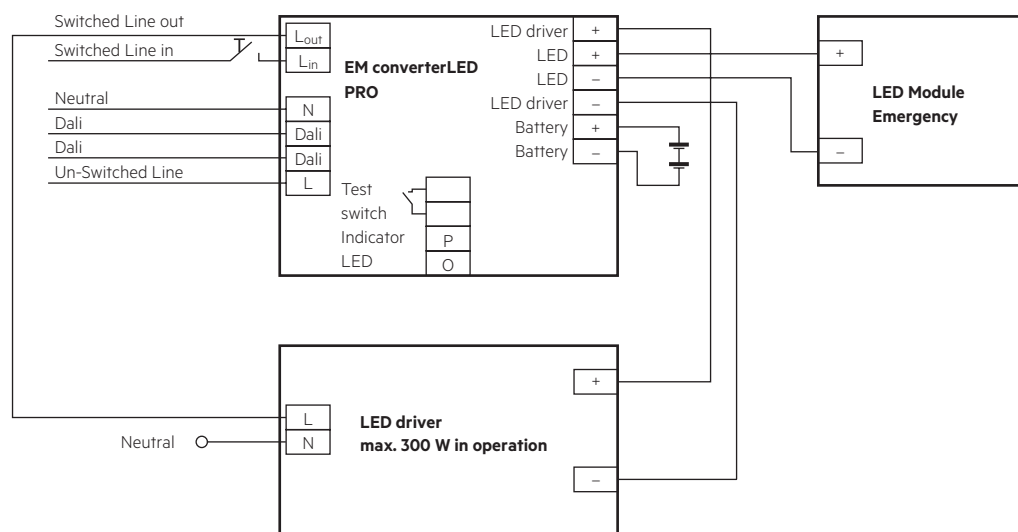 Switched Line out
Switched Line in
Neutral
Dali
Dali
Un-Switched Line
Lout
Lin
N
Dali
Dali
L
EM converterLED
PRO
Test
switch
Indicator
LED
P
O
LED driver +
LED +
LED –
LED driver –
Battery +
Battery –
+
–
LED Module
Emergency
Neutral
L
N
LED driver
max. 300 W in operation
+
–